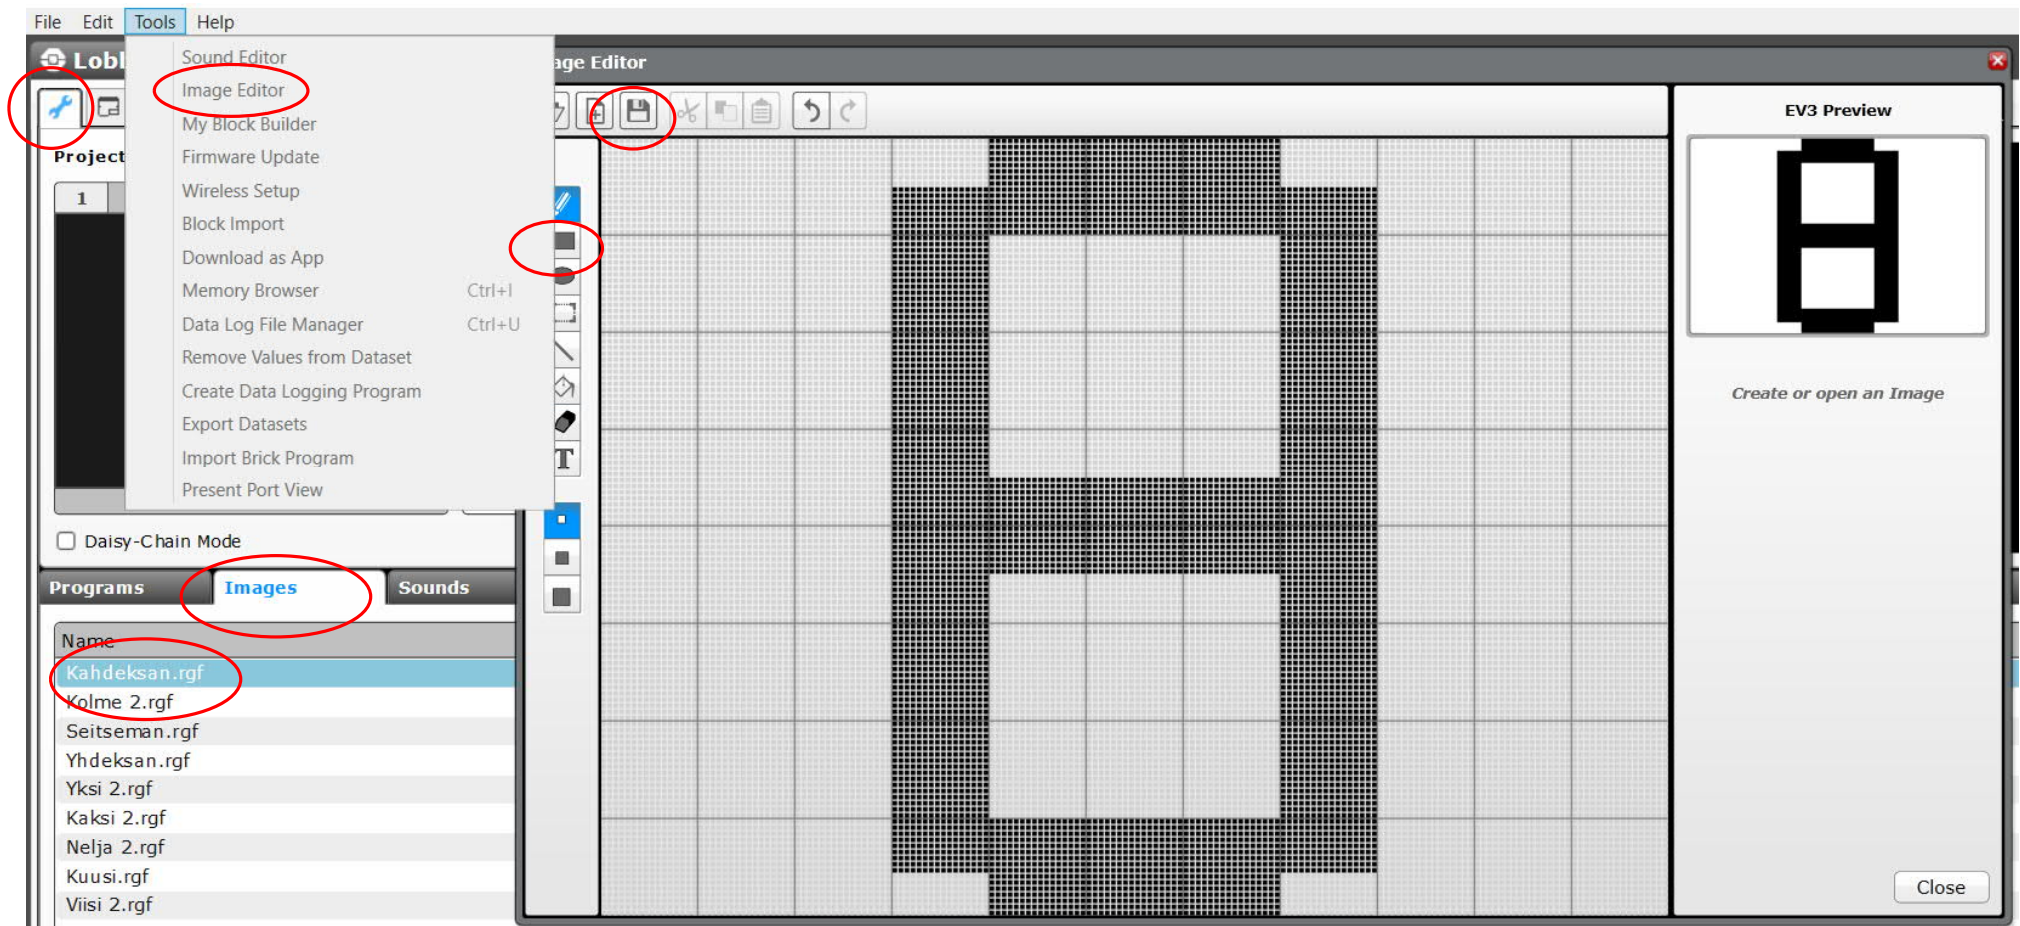 File Edit Tools Help
Lobl
Sound Editor
Image Editor
My Block Builder
Firmware Update
Wireless Setup
Block Import
Download as App
Memory Browser Ctrl+I
Data Log File Manager Ctrl+U
Remove Values from Dataset
Create Data Logging Program
Export Datasets
Import Brick Program
Present Port View
Project
1
Daisy-Chain Mode
Programs Images Sounds
Name
Kahdeksan.rgf
Kolme 2.rgf
Seitseman.rgf
Yhdeksan.rgf
Yksi 2.rgf
Kaksi 2.rgf
Nelja 2.rgf
Kuusi.rgf
Viisi 2.rgf
age Editor
T
EV3 Preview
Create or open an Image
Close